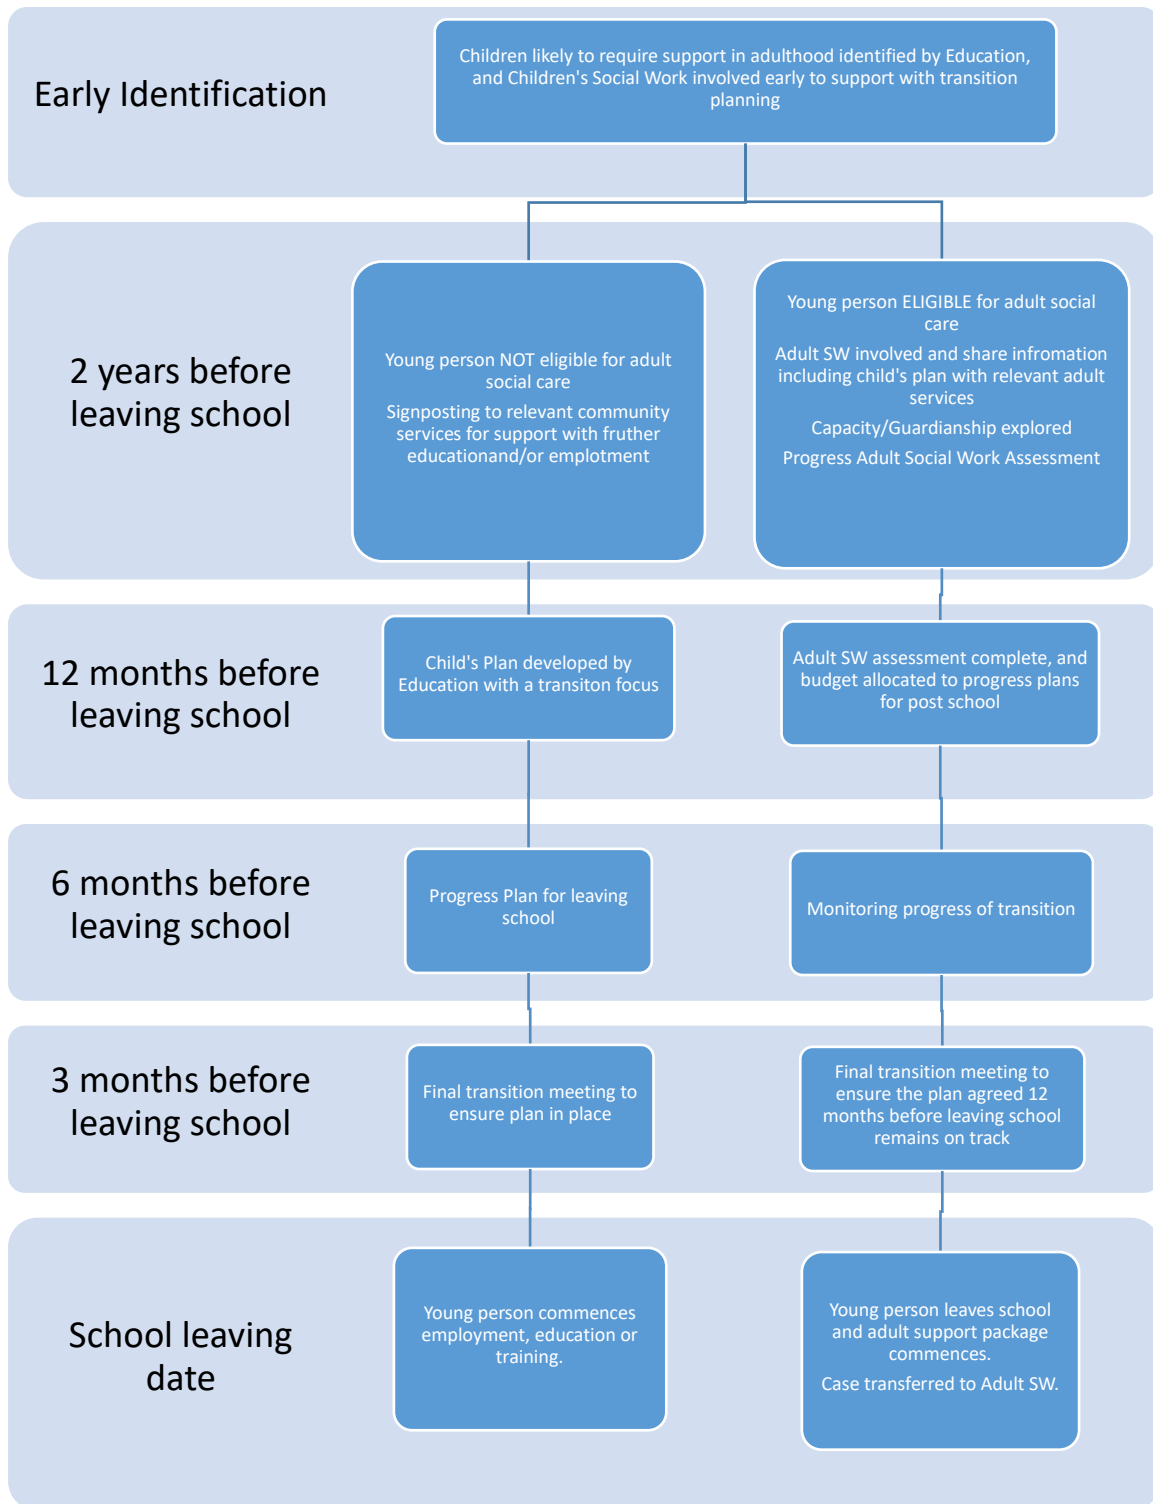 Early Identification
Children likely to require support in adulthood identified by Education,
and Children's Social Work involved early to support with transition
planning
2 years before
leaving school
Young person NOT eligible for adult
social care
Signposting to relevant community
services for support with fruther
educationand/or emplotment
Young person ELIGIBLE for adult social
care
Adult SW involved and share infromation
including child's plan with relevant adult
services
Capacity/Guardianship explored
Progress Adult Social Work Assessment
12 months before
leaving school
Child's Plan developed by
Education with a transiton focus
Adult SW assessment complete, and
budget allocated to progress plans
for post school
6 months before
leaving school
Progress Plan for leaving
school
Monitoring progress of transition
3 months before
leaving school
Final transition meeting to
ensure plan in place
Final transition meeting to
ensure the plan agreed 12
months before leaving school
remains on track
School leaving
date
Young person commences
employment, education or
training.
Young person leaves school
and adult support package
commences.
Case transferred to Adult SW.